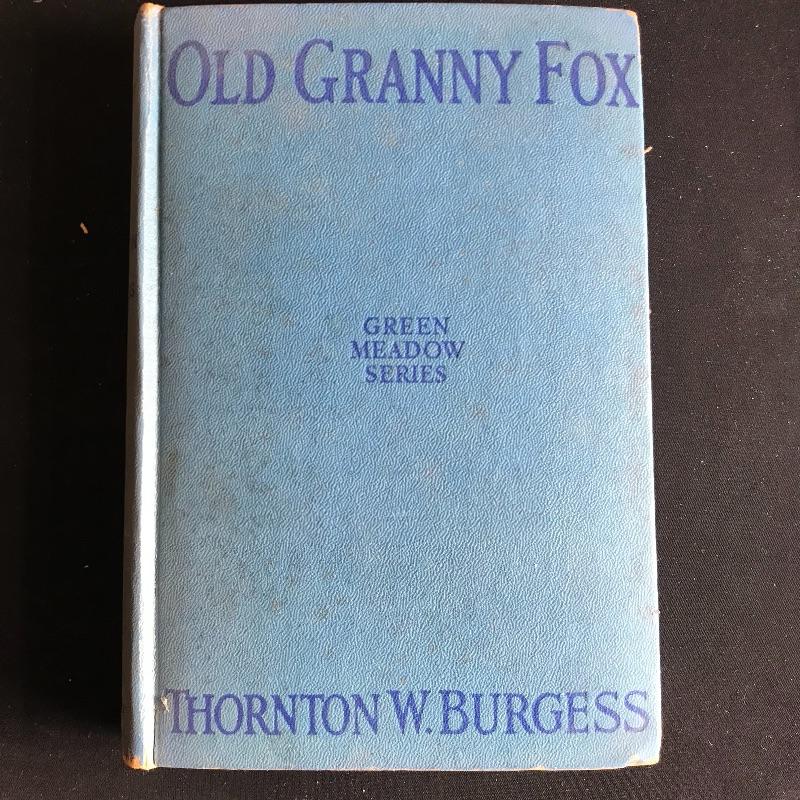 OLD GRANNY FOX
GREEN
MEADOW
SERIES
THORNTON W. BURGESS